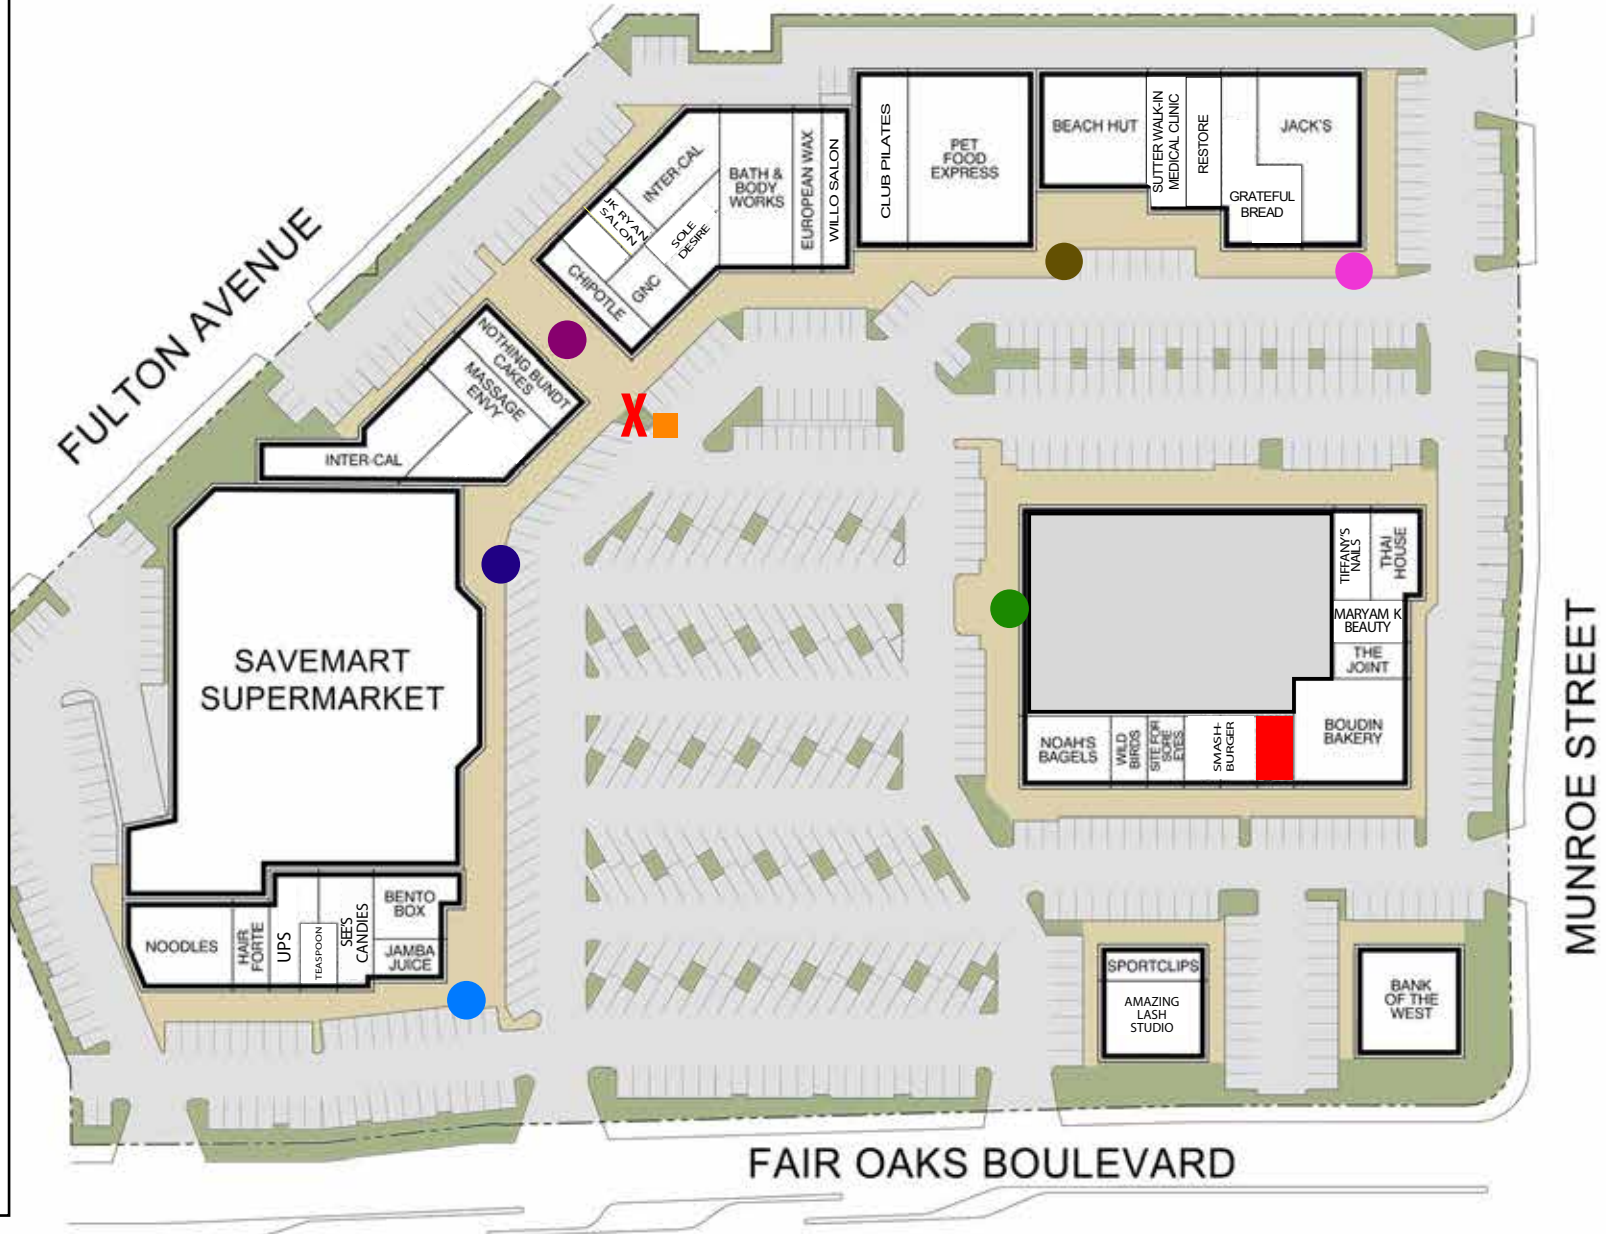 FULTON AVENUE
CLUB PILATES
PET
FOOD
EXPRESS
BEACH HUT
SUTTER WALK-IN
MEDICAL CLINIC
RESTORE
JACK'S
GRATEFUL
BREAD
INTER-CAL
JK RYAN
SALON
SOLE
DESIRE
BATH &
BODY
WORKS
EUROPEAN WAX
WILLO SALON
CHIPOTLE
GNC
NOTHING BUNDT
CAKES
MASSAGE
ENVY
INTER-CAL
X
SAVEMART
SUPERMARKET
TIFFANY'S
NAILS
THAI
HOUSE
MARYAM K
BEAUTY
THE
JOINT
BOUDIN
BAKERY
NOAH'S
BAGELS
WILD
BIRDS
SITE FOR
SORE
EYES
SMASH-
BURGER
MUNROE STREET
NOODLES
HAIR
FORTE
UPS
TEASPOON
SEE'S
CANDIES
BENTO
BOX
JAMBA
JUICE
SPORTCLIPS
AMAZING
LASH
STUDIO
BANK
OF THE
WEST
FAIR OAKS BOULEVARD